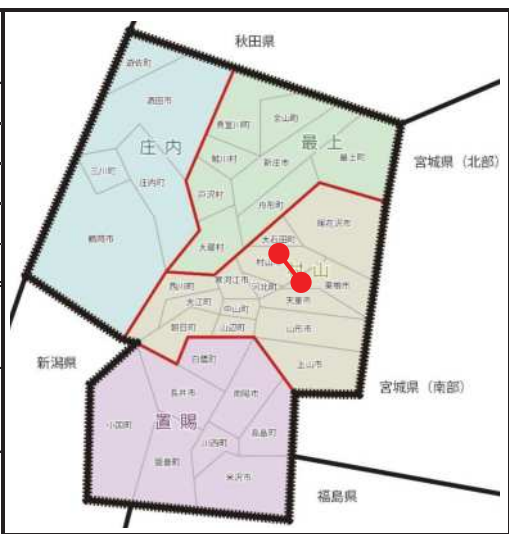 秋田県
遊佐町
酒田市
金山町
真室川町
最上
庄内
鮭川村
新庄市
最上町
宮城県（北部）
三川町
庄内町
戸沢村
舟形町
尾花沢市
鶴岡市
大蔵村
大石田町
村山
山
西川町
寒河江市
河北町
東根市
大江町
中山町
天童市
朝日町
山辺町
山形市
新潟県
白鷹町
上山市
宮城県（南部）
長井市
南陽市
小国町
置賜
高畠町
川西町
飯豊町
米沢市
福島県